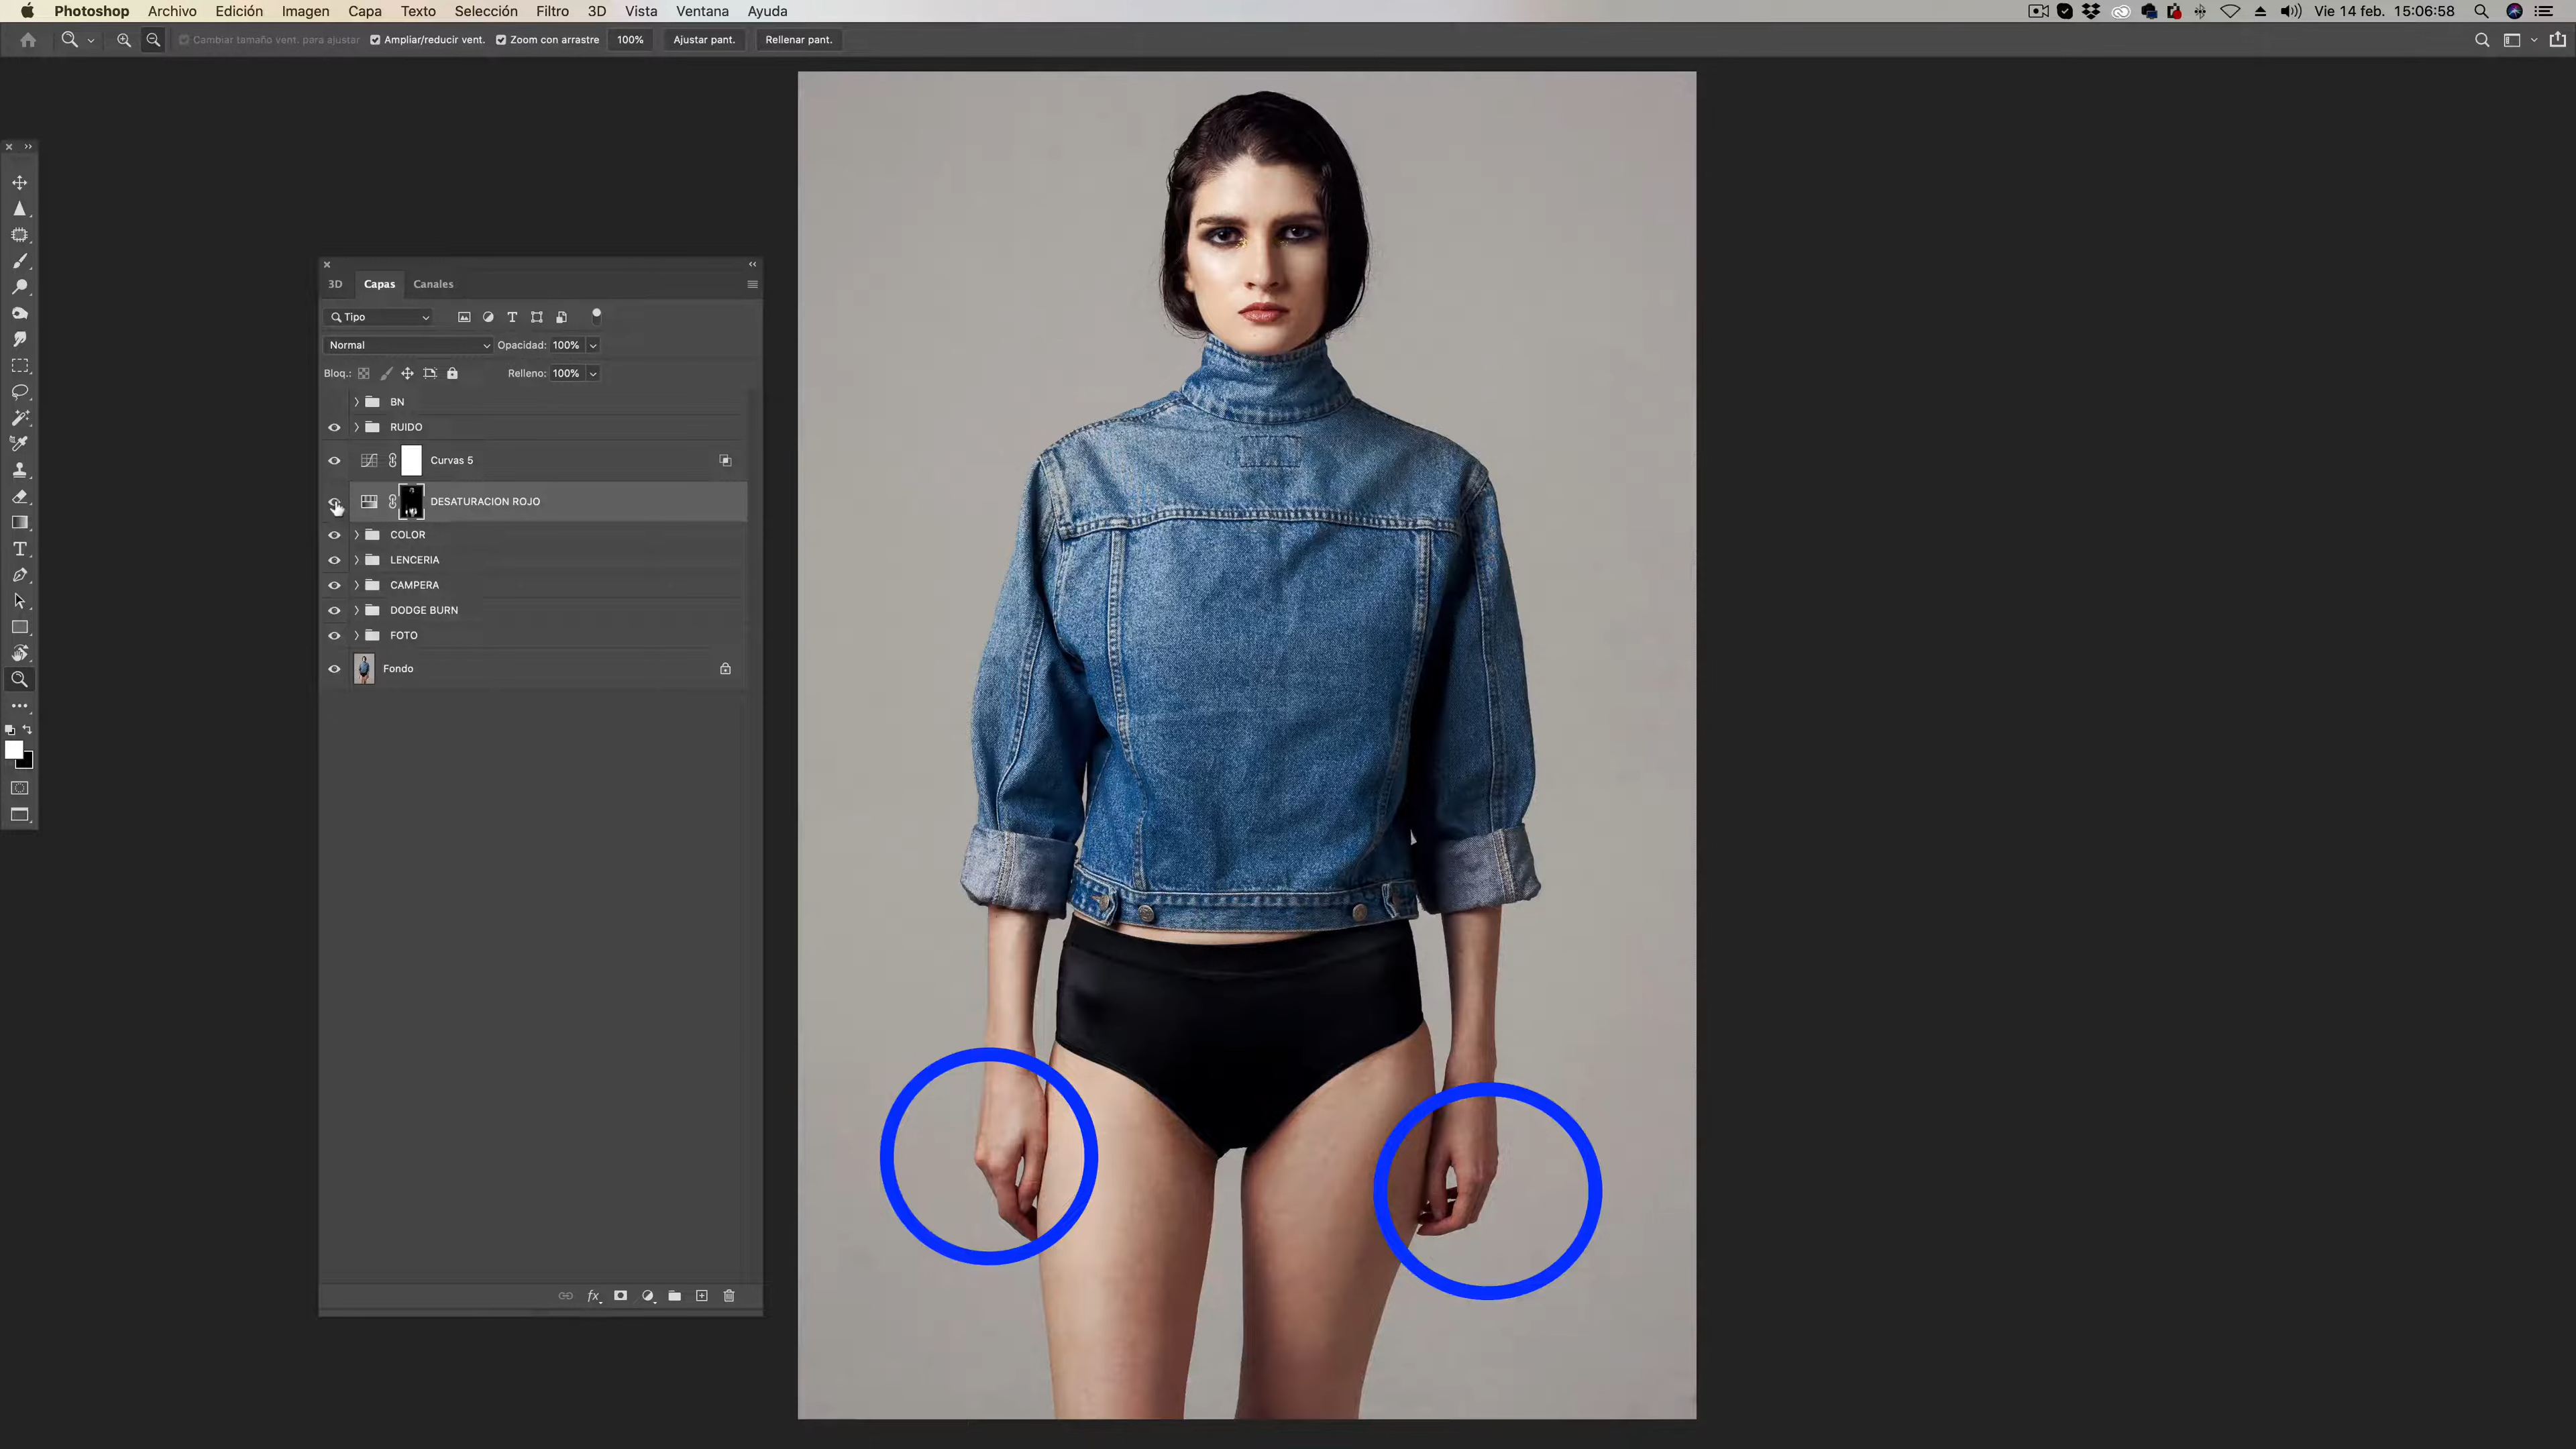 Photoshop Archivo Edición Imagen Capa Texto Selección Filtro 3D Vista Ventana Ayuda Vie 14 feb. 15:06:58
Cambiar tamaño vent. para ajustar Ampliar/reducir vent. Zoom con arrastre 100% Ajustar pant. Rellenar pant.
3D Capas Canales
Tipo
Normal Opacidad: 100%
Bloq.: Relleno: 100%
BN
RUIDO
Curvas 5
DESATURACION ROJO
COLOR
LENCERIA
CAMPERA
DODGE BURN
FOTO
Fondo
fx